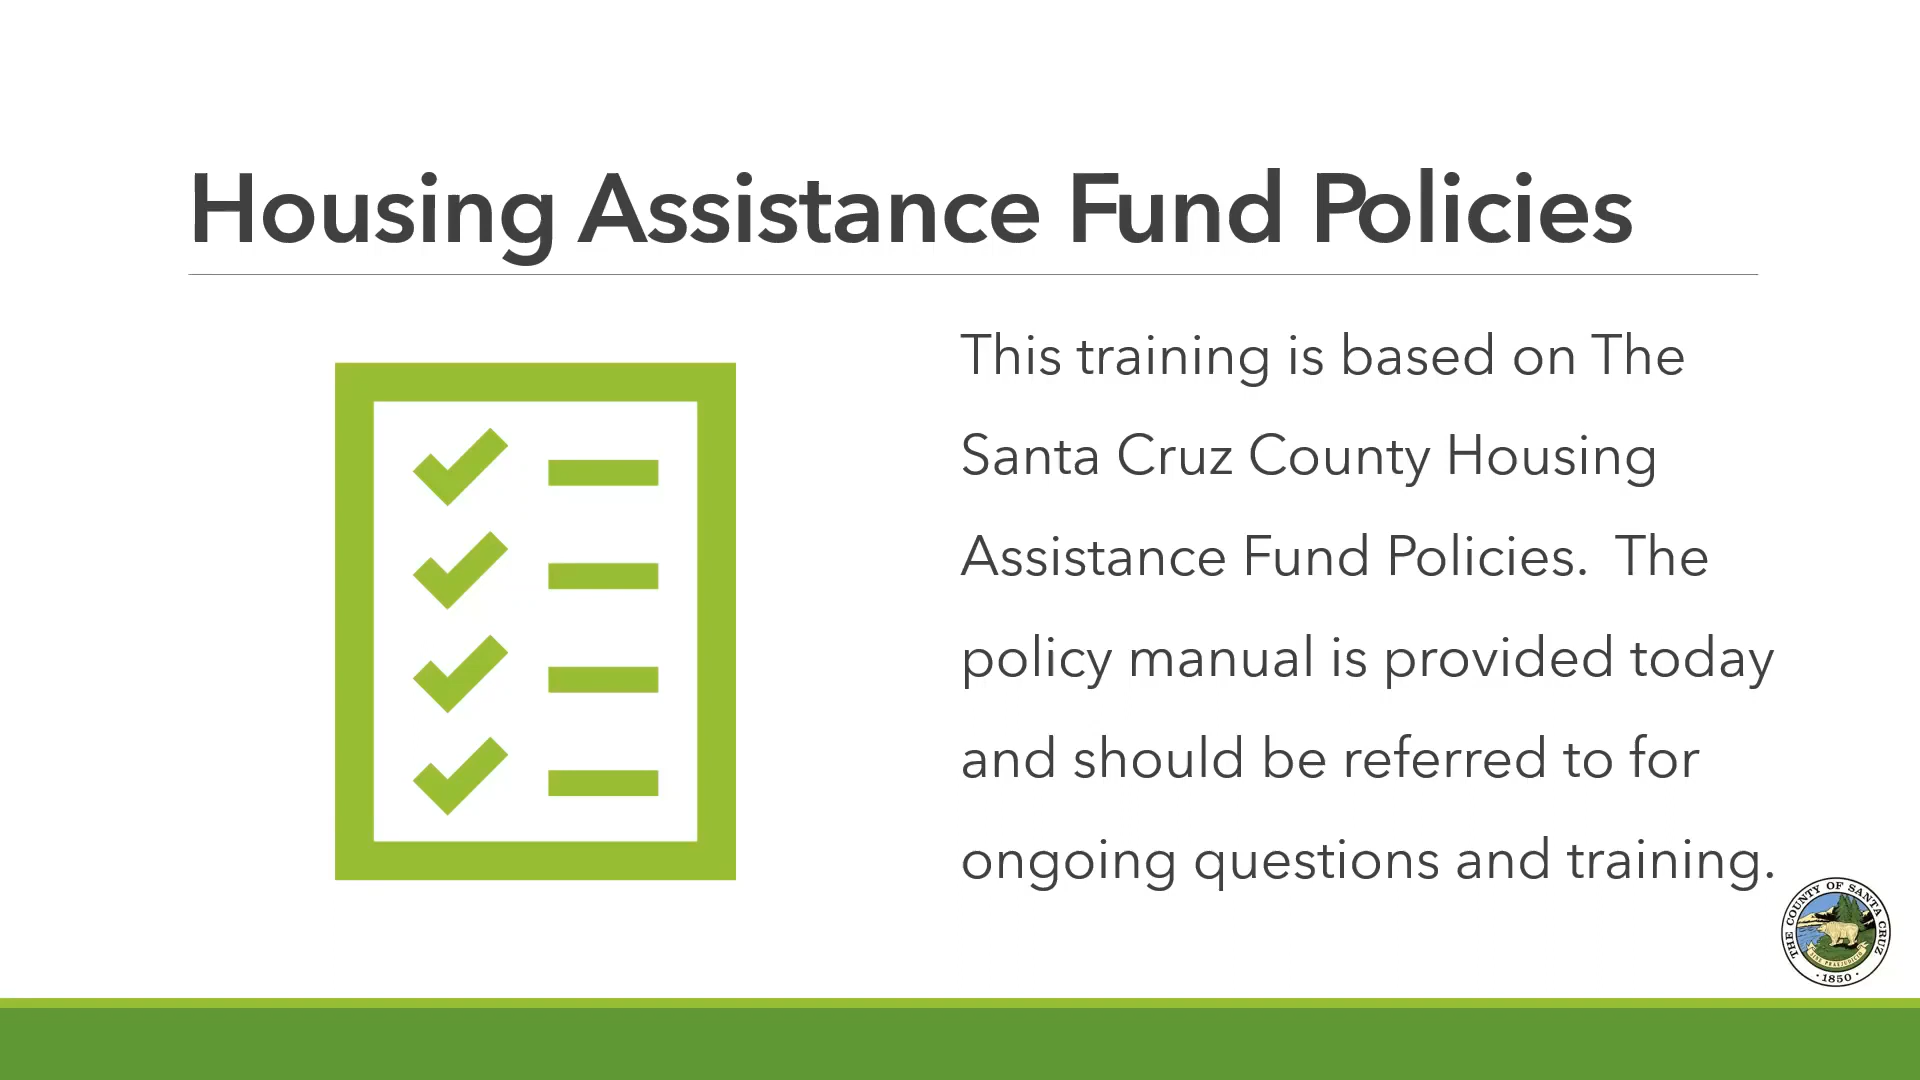 Housing Assistance Fund Policies
This training is based on The
Santa Cruz County Housing
Assistance Fund Policies.  The
policy manual is provided today
and should be referred to for
ongoing questions and training.
THE COUNTY OF SANTA CRUZ
· 1850 ·